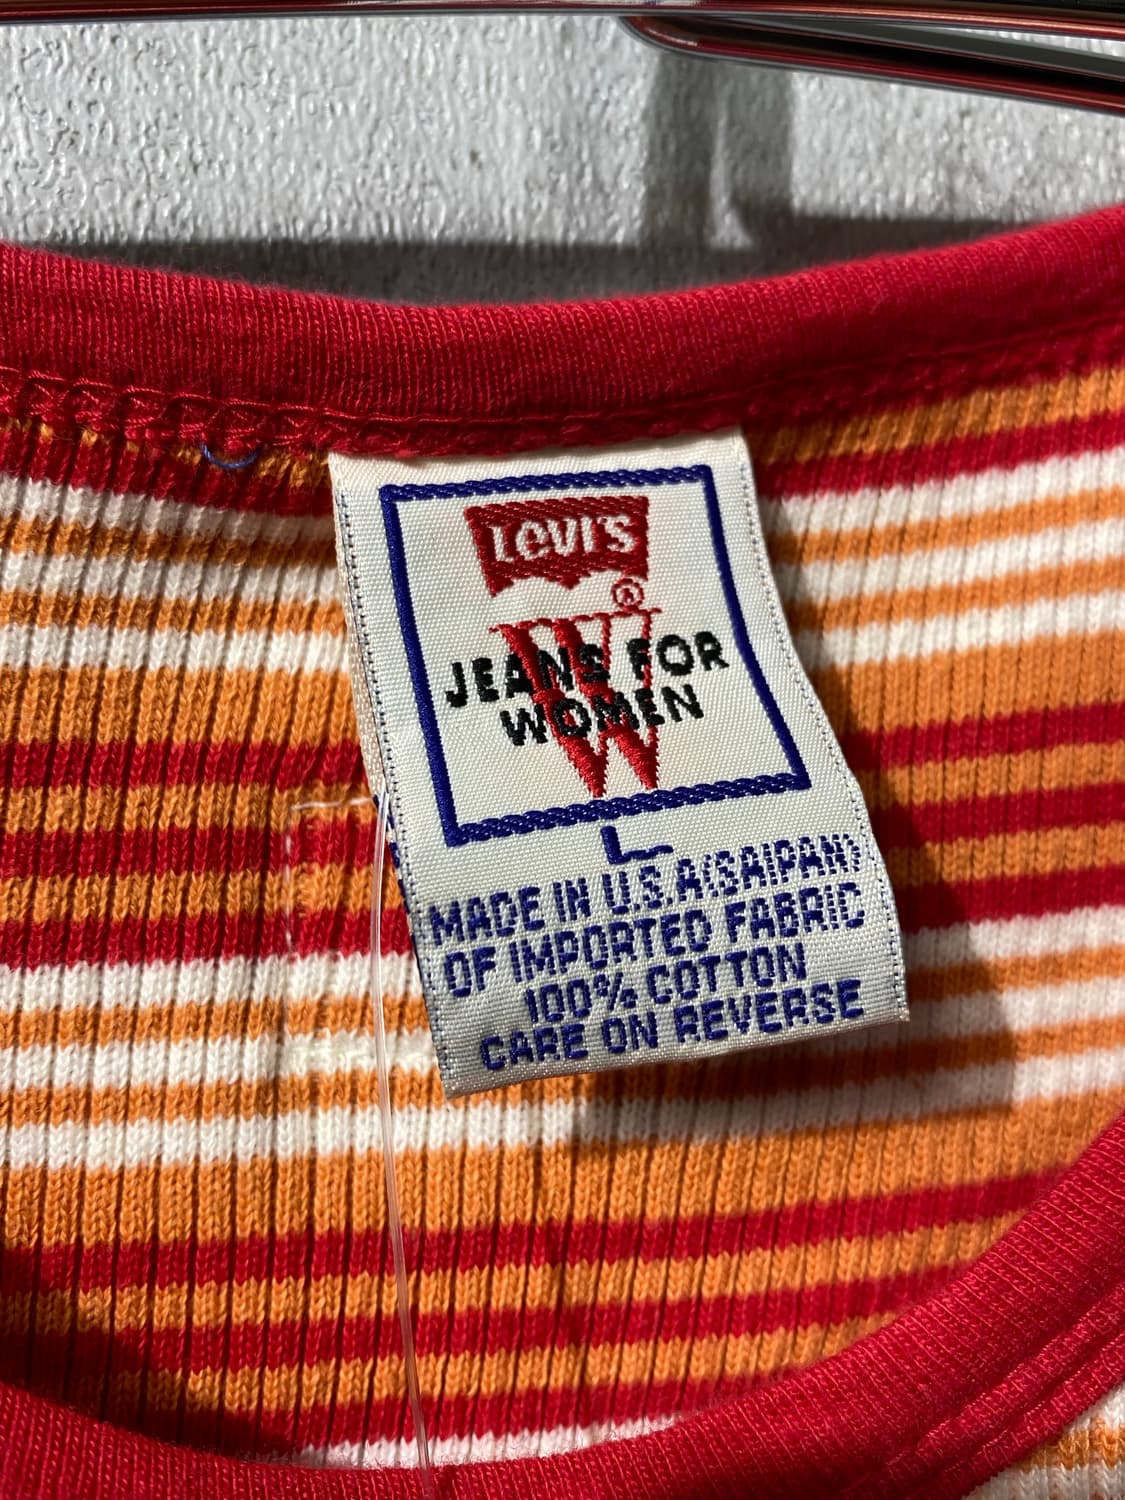 Levi's
®
W
JEANS FOR
WOMEN
L
MADE IN U.S.A(SAIPAN)
OF IMPORTED FABRIC
100% COTTON
CARE ON REVERSE